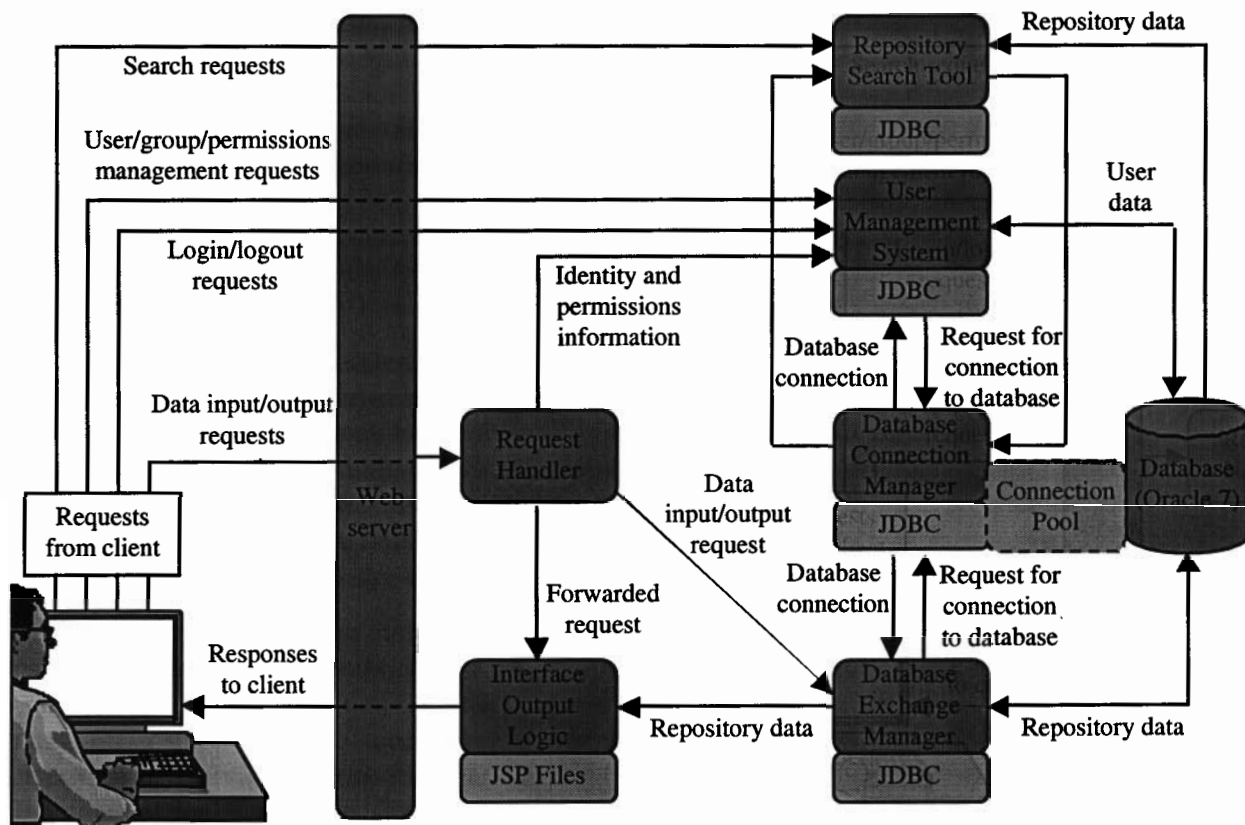 Repository data
Search requests
Repository
Search Tool
JDBC
User/group/permissions
management requests
User
Management
System
JDBC
User
data
Login/logout
requests
Identity and
permissions
information
Database
connection
Request for
connection
to database
Data input/output
requests
Request
Handler
Database
Connection
Manager
JDBC
Connection
Pool
Database
(Oracle 7)
Web
server
Requests
from client
Data
input/output
request
Database
connection
Request for
connection
to database
Forwarded
request
Responses
to client
Interface
Output
Logic
JSP Files
Repository data
Database
Exchange
Manager
JDBC
Repository data